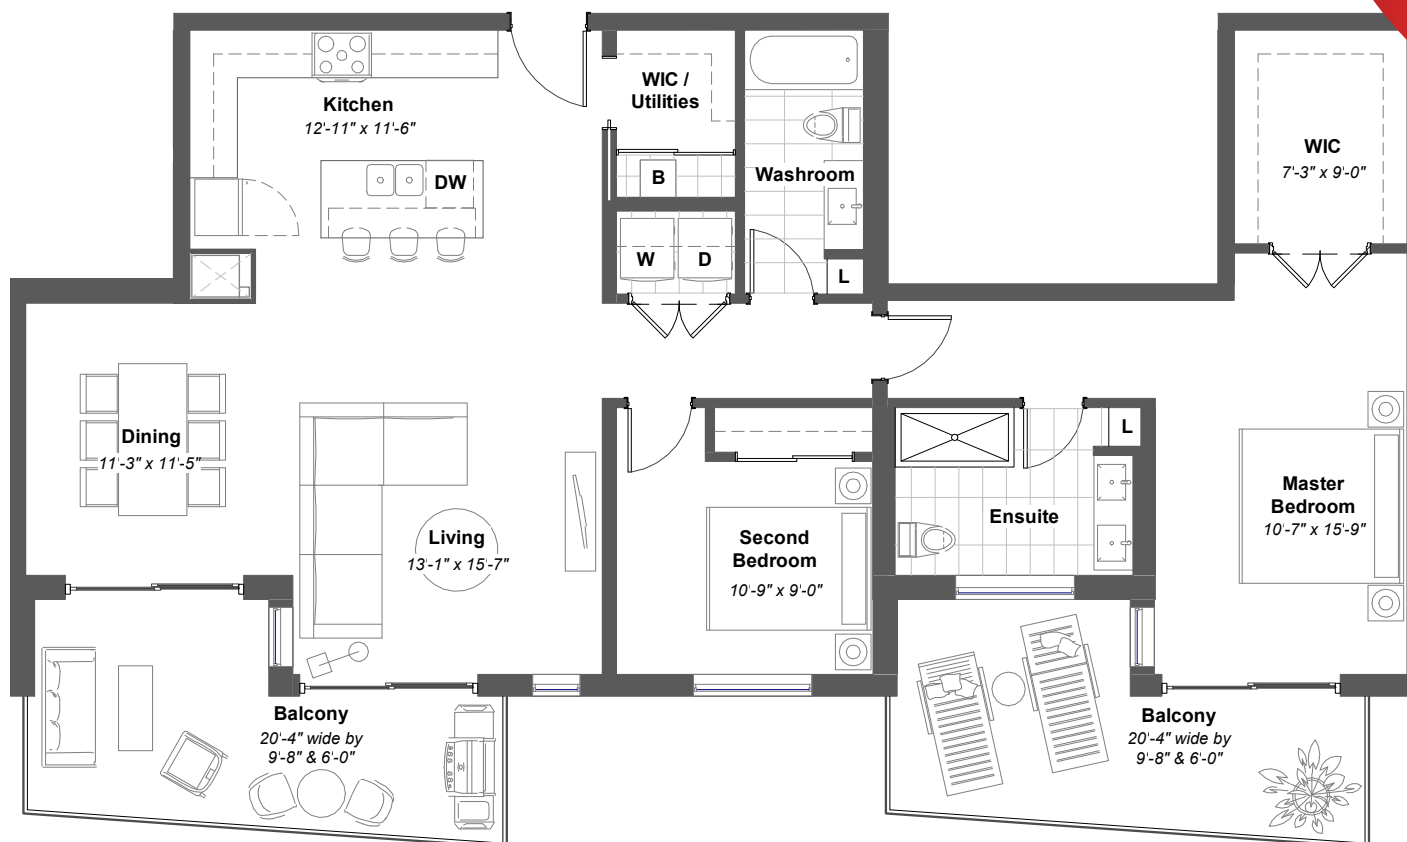 Kitchen
12'-11" x 11'-6"
DW
WIC /
Utilities
B
W
D
Washroom
L
WIC
7'-3" x 9'-0"
Dining
11'-3" x 11'-5"
Living
13'-1" x 15'-7"
Second
Bedroom
10'-9" x 9'-0"
Ensuite
L
Master
Bedroom
10'-7" x 15'-9"
Balcony
20'-4" wide by
9'-8" & 6'-0"
Balcony
20'-4" wide by
9'-8" & 6'-0"